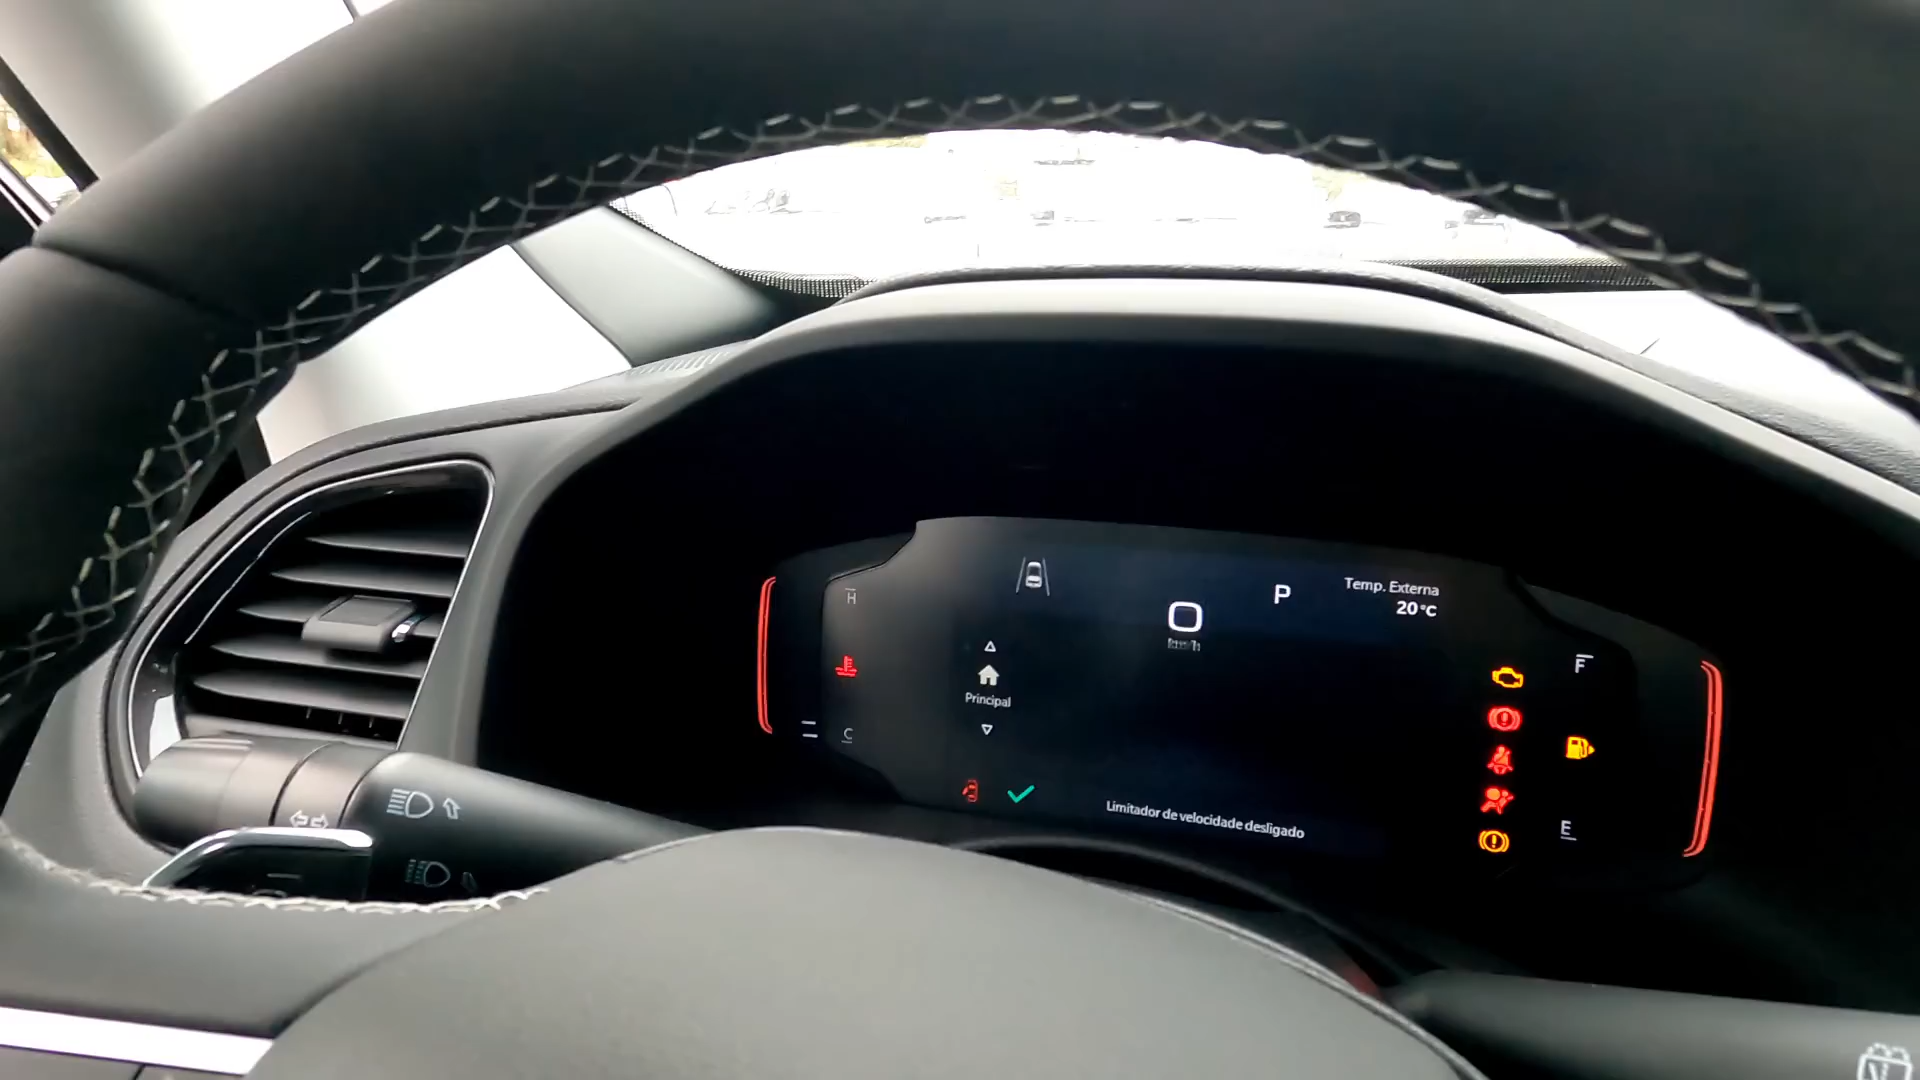 H
P
Temp. Externa
20°C
0
km/h
F
Principal
C
E
Limitador de velocidade desligado